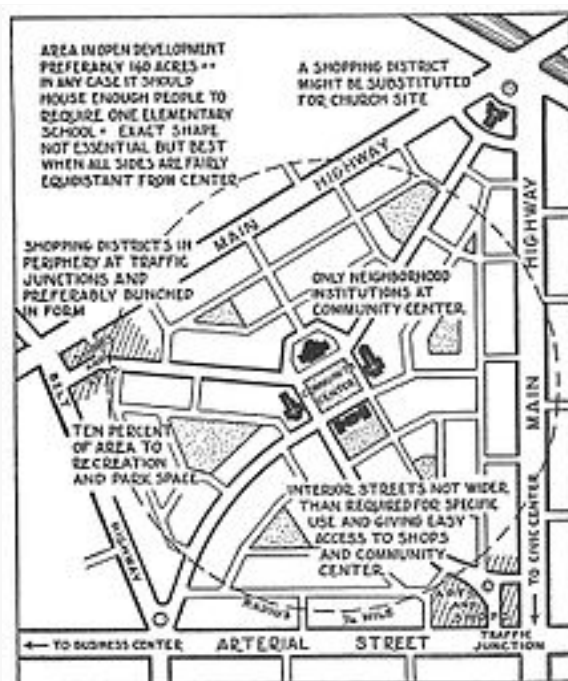 AREA IN OPEN DEVELOPMENT
PREFERABLY 160 ACRES **
IN ANY CASE IT SHOULD
HOUSE ENOUGH PEOPLE TO
REQUIRE ONE ELEMENTARY
SCHOOL * EXACT SHAPE
NOT ESSENTIAL BUT BEST
WHEN ALL SIDES ARE FAIRLY
EQUIDISTANT FROM CENTER
A SHOPPING DISTRICT
MIGHT BE SUBSTITUTED
FOR CHURCH SITE
MAIN HIGHWAY
SHOPPING DISTRICTS IN
PERIPHERY AT TRAFFIC
JUNCTIONS AND
PREFERABLY BUNCHED
IN FORM
ONLY NEIGHBORHOOD
INSTITUTIONS AT
COMMUNITY CENTER
COMMUNITY
CENTER
MAIN HIGHWAY
BELT HIGHWAY
TEN PERCENT
OF AREA TO
RECREATION
AND PARK SPACE
INTERIOR STREETS NOT WIDER
THAN REQUIRED FOR SPECIFIC
USE AND GIVING EASY
ACCESS TO SHOPS
AND COMMUNITY
CENTER
TO CIVIC CENTER
RADIUS ¼ MILE
TO BUSINESS CENTER
ARTERIAL STREET
TRAFFIC
JUNCTION